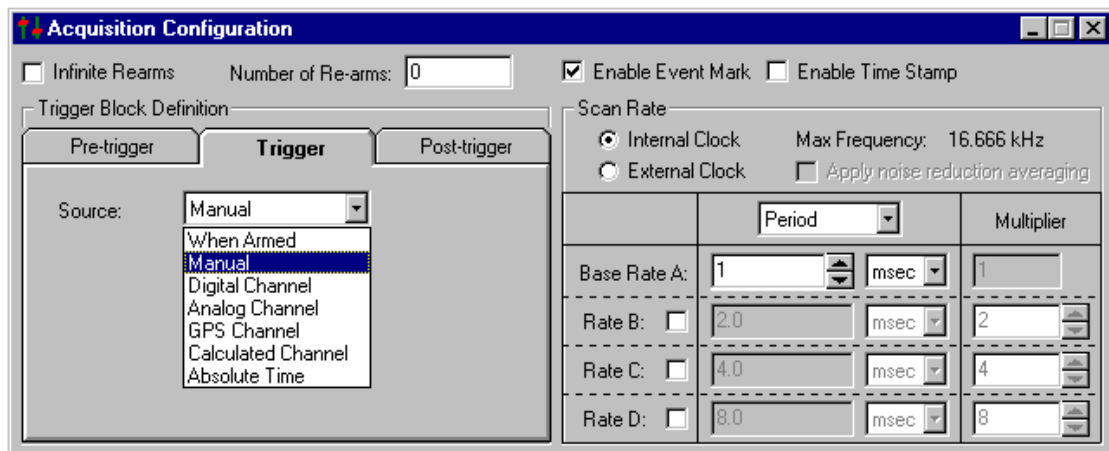 Acquisition Configuration
Infinite Rearms Number of Re-arms: 0 Enable Event Mark Enable Time Stamp
Trigger Block Definition
Pre-trigger Trigger Post-trigger
Source: Manual
When Armed
Manual
Digital Channel
Analog Channel
GPS Channel
Calculated Channel
Absolute Time
Scan Rate
Internal Clock Max Frequency: 16.666 kHz
External Clock Apply noise reduction averaging
Period Multiplier
Base Rate A: 1 msec 1
Rate B: 2.0 msec 2
Rate C: 4.0 msec 4
Rate D: 8.0 msec 8